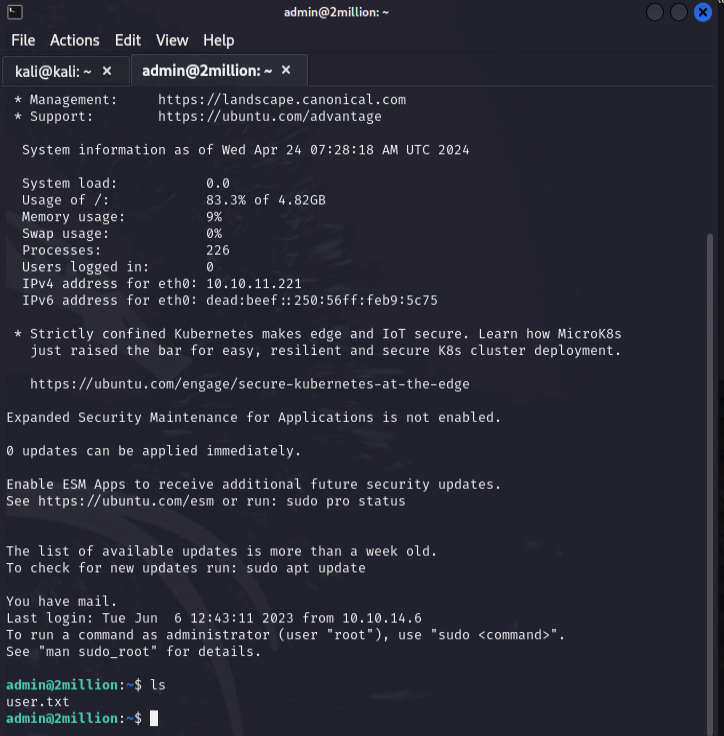 admin@2million: ~
File Actions Edit View Help
kali@kali: ~ × admin@2million: ~ ×
* Management: https://landscape.canonical.com
* Support: https://ubuntu.com/advantage
System information as of Wed Apr 24 07:28:18 AM UTC 2024
System load: 0.0
Usage of /: 83.3% of 4.82GB
Memory usage: 9%
Swap usage: 0%
Processes: 226
Users logged in: 0
IPv4 address for eth0: 10.10.11.221
IPv6 address for eth0: dead:beef::250:56ff:feb9:5c75
* Strictly confined Kubernetes makes edge and IoT secure. Learn how MicroK8s
just raised the bar for easy, resilient and secure K8s cluster deployment.
https://ubuntu.com/engage/secure-kubernetes-at-the-edge
Expanded Security Maintenance for Applications is not enabled.
0 updates can be applied immediately.
Enable ESM Apps to receive additional future security updates.
See https://ubuntu.com/esm or run: sudo pro status
The list of available updates is more than a week old.
To check for new updates run: sudo apt update
You have mail.
Last login: Tue Jun  6 12:43:11 2023 from 10.10.14.6
To run a command as administrator (user "root"), use "sudo <command>".
See "man sudo_root" for details.
admin@2million:~$ ls
user.txt
admin@2million:~$